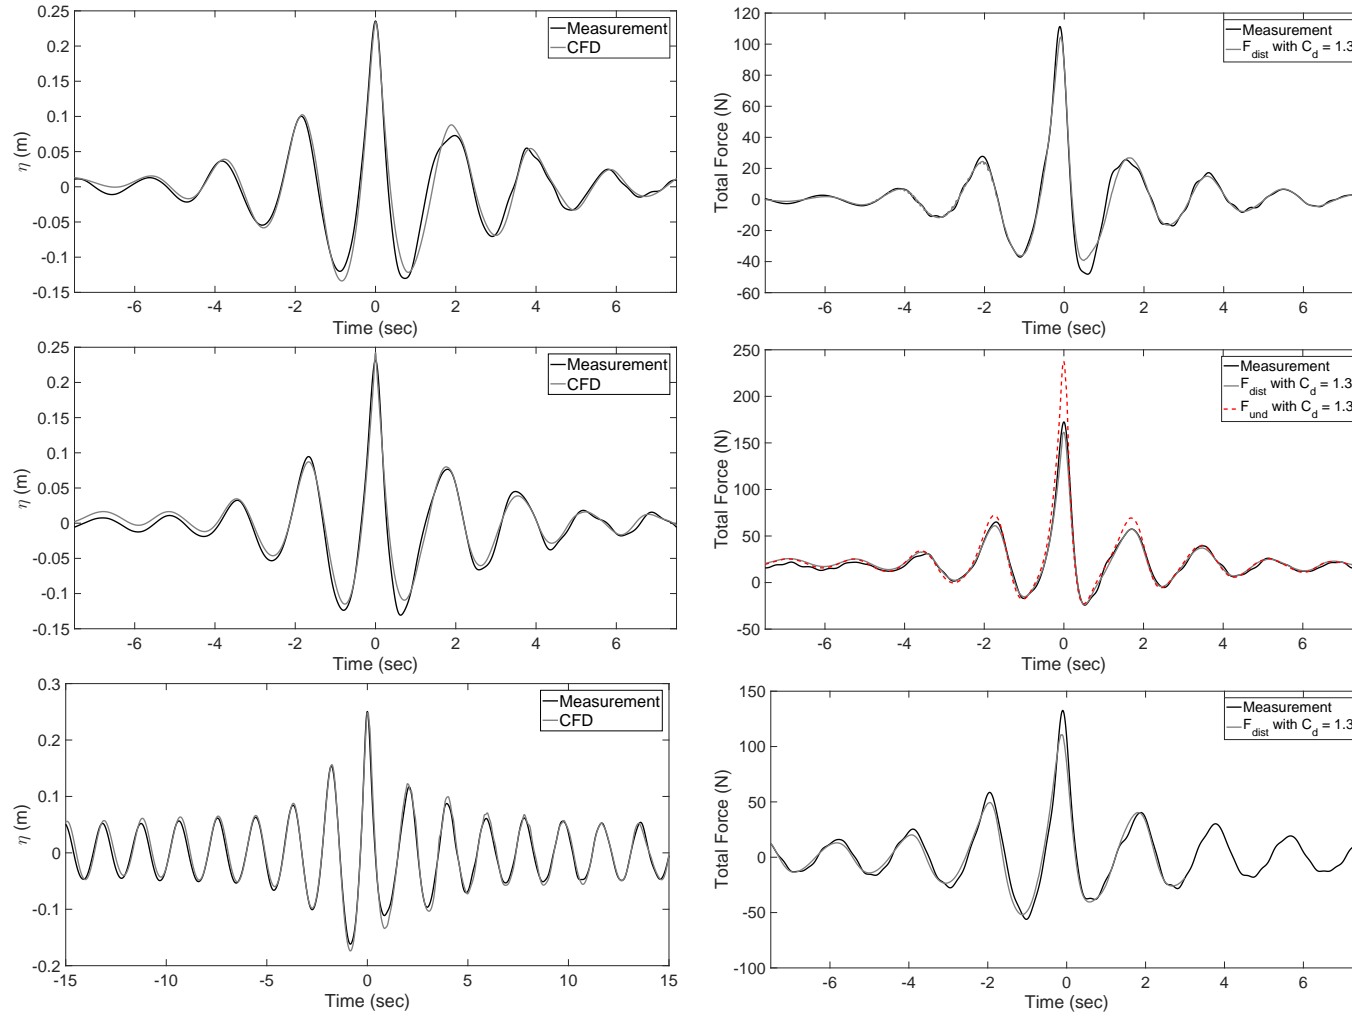 0.25
0.2
0.15
0.1
0.05
0
-0.05
-0.1
-0.15
η (m)
-6 -4 -2 0 2 4 6
Time (sec)
Measurement
CFD
120
100
80
60
40
20
0
-20
-40
-60
Total Force (N)
-6 -4 -2 0 2 4 6
Time (sec)
Measurement
F_dist with C_d = 1.3
0.25
0.2
0.15
0.1
0.05
0
-0.05
-0.1
-0.15
η (m)
-6 -4 -2 0 2 4 6
Time (sec)
Measurement
CFD
250
200
150
100
50
0
-50
Total Force (N)
-6 -4 -2 0 2 4 6
Time (sec)
Measurement
F_dist with C_d = 1.3
F_und with C_d = 1.3
0.3
0.2
0.1
0
-0.1
-0.2
η (m)
-15 -10 -5 0 5 10 15
Time (sec)
Measurement
CFD
150
100
50
0
-50
-100
Total Force (N)
-6 -4 -2 0 2 4 6
Time (sec)
Measurement
F_dist with C_d = 1.3